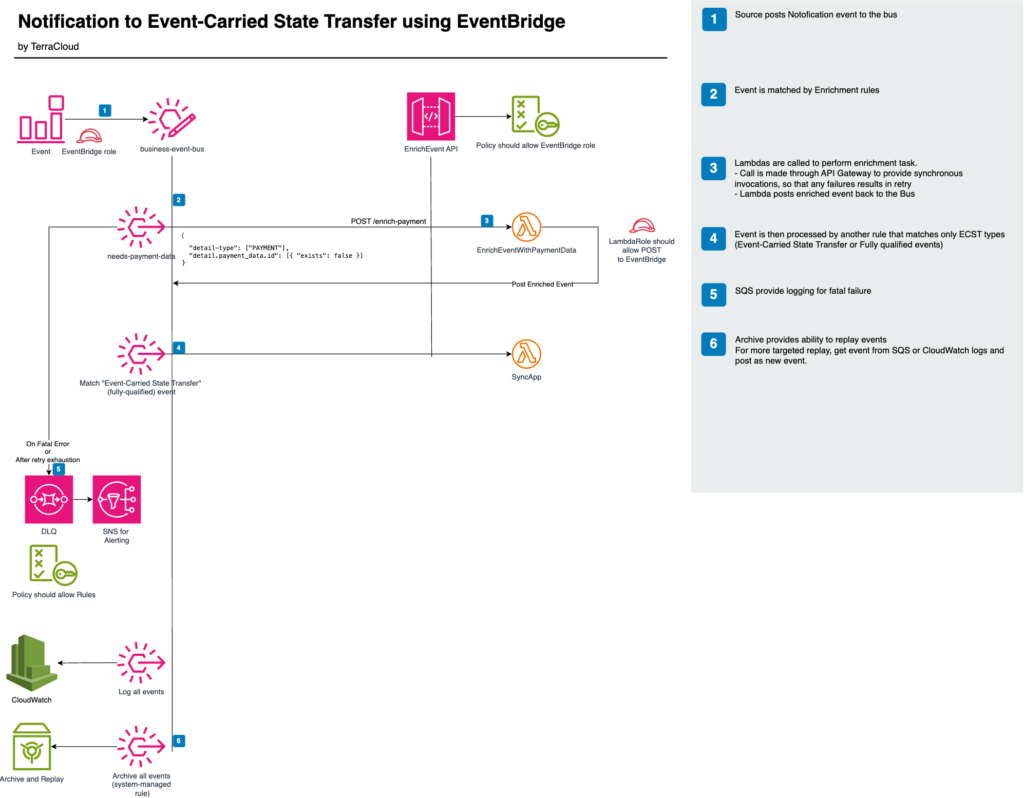 Notification to Event-Carried State Transfer using EventBridge
by TerraCloud
1
Event
EventBridge role
business-event-bus
EnrichEvent API
Policy should allow EventBridge role
2
needs-payment-data
{
"detail-type": ["PAYMENT"],
"detail.payment_data.id": [{ "exists": false }]
}
POST /enrich-payment
3
EnrichEventWithPaymentData
LambdaRole should
allow POST
to EventBridge
Post Enriched Event
4
Match "Event-Carried State Transfer"
(fully-qualified) event
SyncApp
On Fatal Error
or
After retry exhaustion
5
DLQ
SNS for
Alerting
Policy should allow Rules
CloudWatch
Log all events
6
Archive and Replay
Archive all events
(system-managed
rule)
1
Source posts Notofication event to the bus
2
Event is matched by Enrichment rules
3
Lambdas are called to perform enrichment task.
- Call is made through API Gateway to provide synchronous
invocations, so that any failures results in retry
- Lambda posts enriched event back to the Bus
4
Event is then processed by another rule that matches only ECST types
(Event-Carried State Transfer or Fully qualified events)
5
SQS provide logging for fatal failure
6
Archive provides ability to replay events
For more targeted replay, get event from SQS or CloudWatch logs and
post as new event.